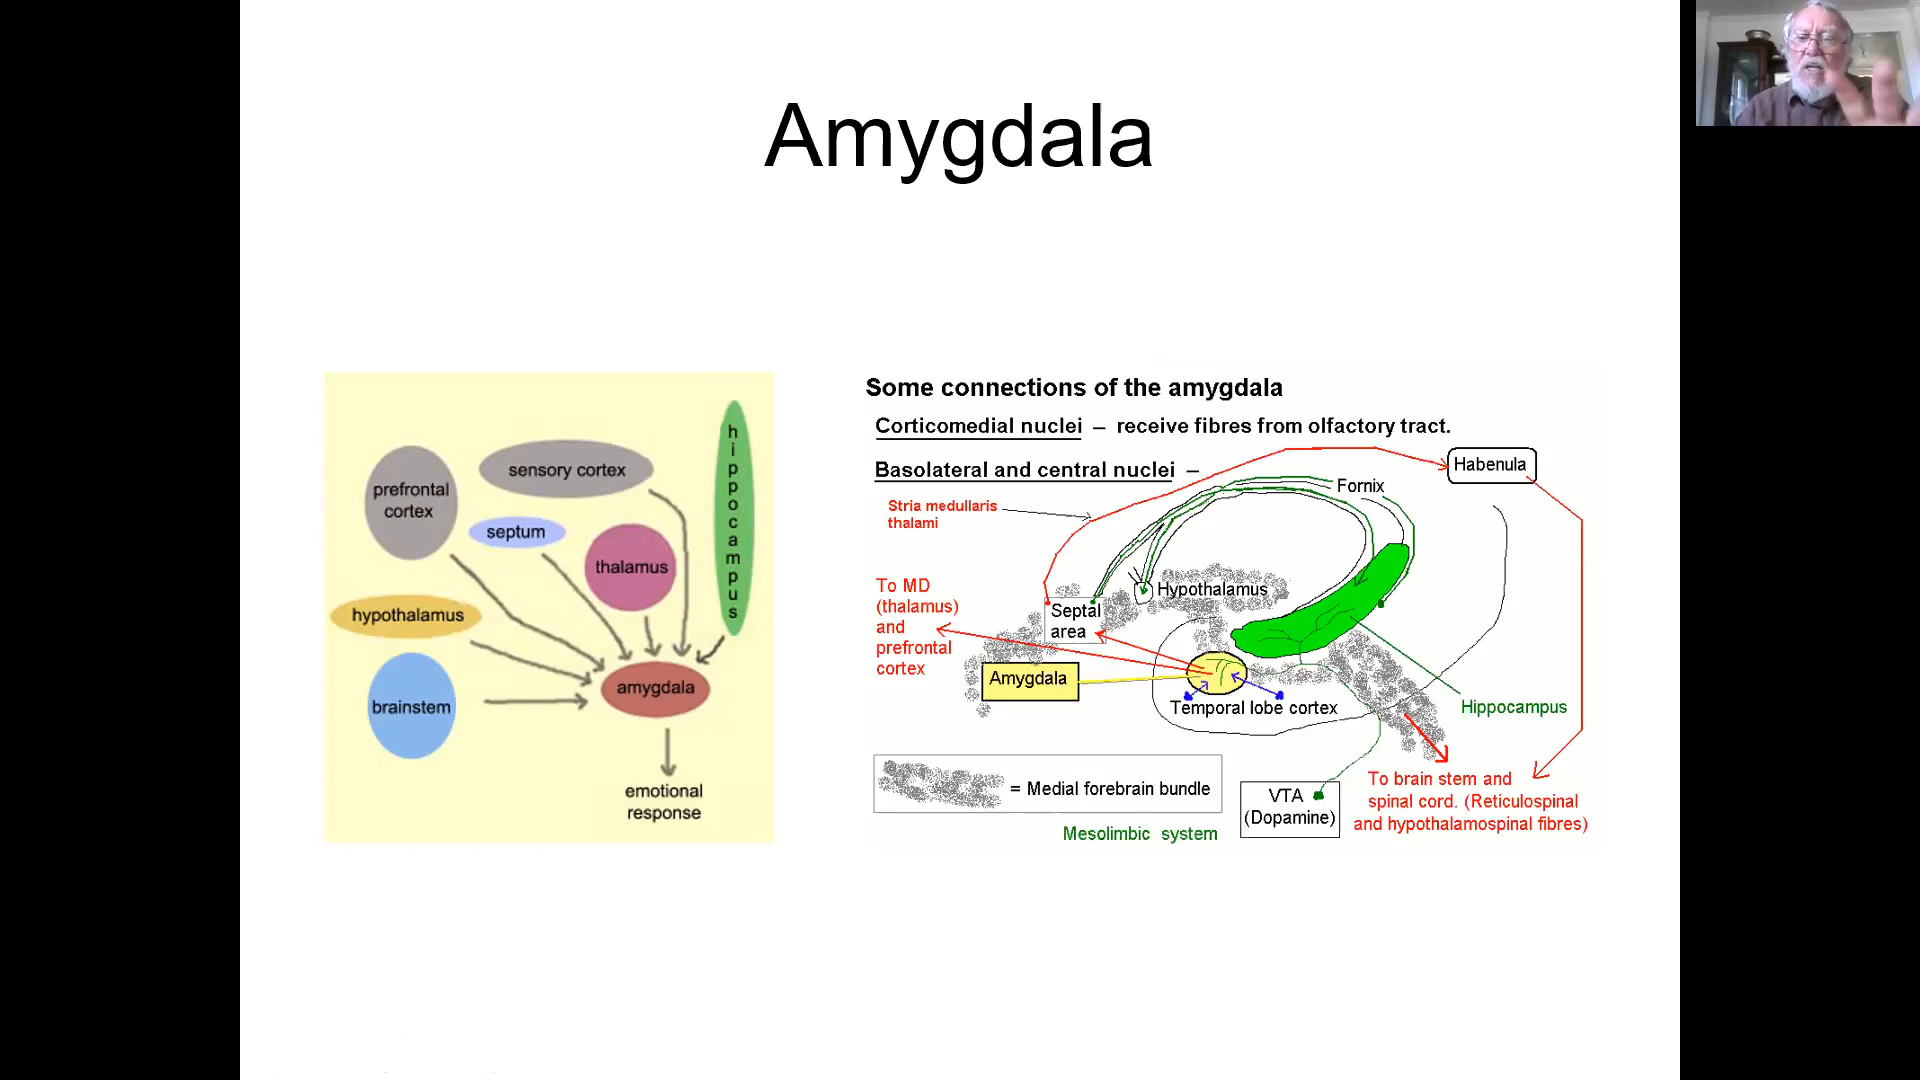 Amygdala
prefrontal
cortex
sensory cortex
septum
thalamus
hippocampus
hypothalamus
brainstem
amygdala
emotional
response
Some connections of the amygdala
Corticomedial nuclei – receive fibres from olfactory tract.
Basolateral and central nuclei –
Habenula
Fornix
Stria medullaris
thalami
To MD
(thalamus)
and
prefrontal
cortex
Hypothalamus
Septal
area
Amygdala
Temporal lobe cortex
Hippocampus
= Medial forebrain bundle
VTA
(Dopamine)
Mesolimbic system
To brain stem and
spinal cord. (Reticulospinal
and hypothalamospinal fibres)